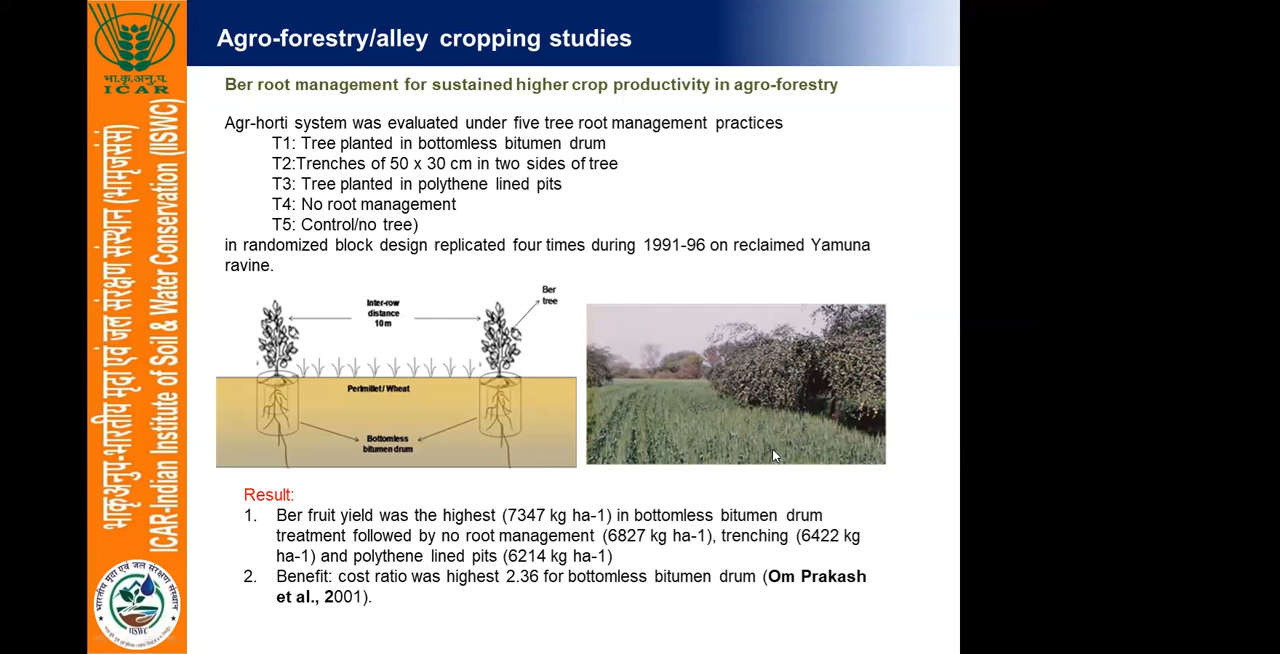 भा.कृ.अनु.प.
ICAR
भाकृअनुप-भारतीय मृदा एवं जल संरक्षण संस्थान (भामृजसंसं)
ICAR-Indian Institute of Soil & Water Conservation (IISWC)
भारतीय मृदा एवं जल संरक्षण संस्थान
IISWC
Agro-forestry/alley cropping studies
Ber root management for sustained higher crop productivity in agro-forestry
Agr-horti system was evaluated under five tree root management practices
T1: Tree planted in bottomless bitumen drum
T2:Trenches of 50 x 30 cm in two sides of tree
T3: Tree planted in polythene lined pits
T4: No root management
T5: Control/no tree)
in randomized block design replicated four times during 1991-96 on reclaimed Yamuna
ravine.
Inter-row
distance
10m
Ber
tree
Perlmillet/ Wheat
Bottomless
bitumen drum
Result:
1. Ber fruit yield was the highest (7347 kg ha-1) in bottomless bitumen drum
treatment followed by no root management (6827 kg ha-1), trenching (6422 kg
ha-1) and polythene lined pits (6214 kg ha-1)
2. Benefit: cost ratio was highest 2.36 for bottomless bitumen drum (Om Prakash
et al., 2001).